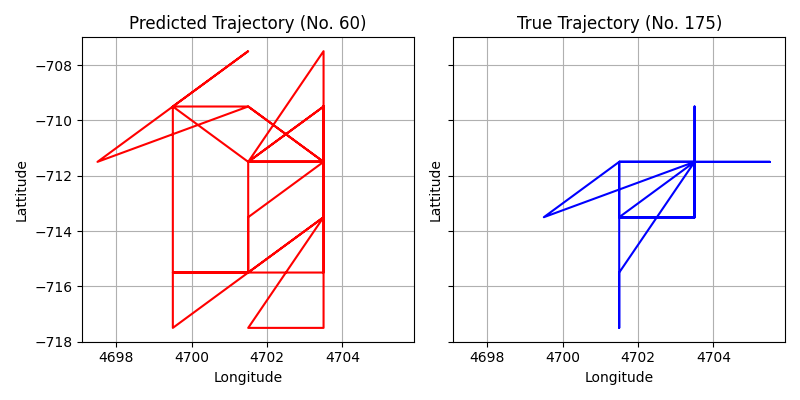 Predicted Trajectory (No. 60)
True Trajectory (No. 175)
Lattitude
−708
−710
−712
−714
−716
−718
4698 4700 4702 4704
Longitude
Lattitude
4698 4700 4702 4704
Longitude